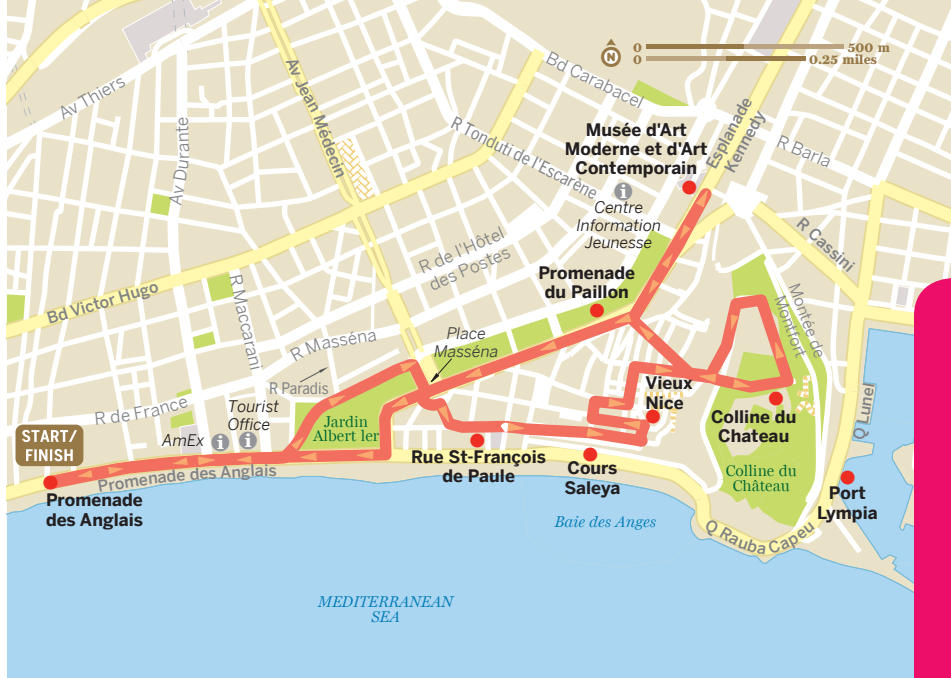 0 500 m
0 0.25 miles
N
Bd Carabacel
Av Thiers
Av Jean Médecin
Esplanade
Kennedy
Musée d'Art
Moderne et d'Art
Contemporain
R Tonduti de l'Escarène
R Barla
Av Durante
Centre
Information
Jeunesse
R Cassini
R de l'Hôtel
des Postes
Promenade
du Paillon
Bd Victor Hugo
R Maccarani
Montée de
Montfort
Place
Masséna
R Masséna
R Paradis
Vieux
Nice
Q Lunel
R de France
Tourist
Office
AmEx
Jardin
Albert Ier
Colline du
Chateau
START/
FINISH
Rue St-François
de Paule
Cours
Saleya
Colline du
Château
Promenade des Anglais
Promenade
des Anglais
Port
Lympia
Baie des Anges
Q Rauba Capeu
MEDITERRANEAN
SEA